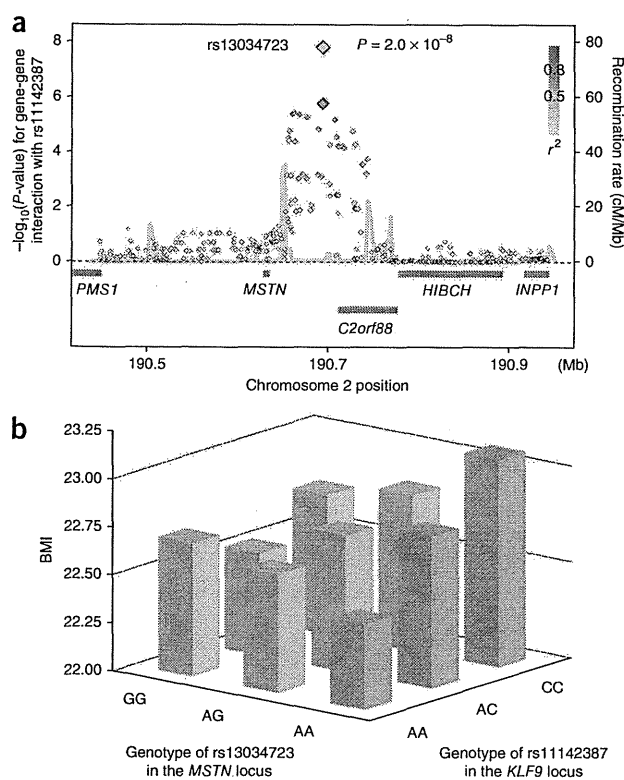 a
8
6
4
2
0
–log10(P-value) for gene-gene
interaction with rs11142387
rs13034723
P = 2.0 × 10–8
80
60
40
20
0
Recombination rate (cM/Mb)
0.8
0.5
r2
PMS1
MSTN
HIBCH
INPP1
C2orf88
190.5
190.7
190.9
(Mb)
Chromosome 2 position
b
23.25
23.00
22.75
22.50
22.25
22.00
BMI
GG
AG
AA
AA
AC
CC
Genotype of rs13034723
in the MSTN locus
Genotype of rs11142387
in the KLF9 locus